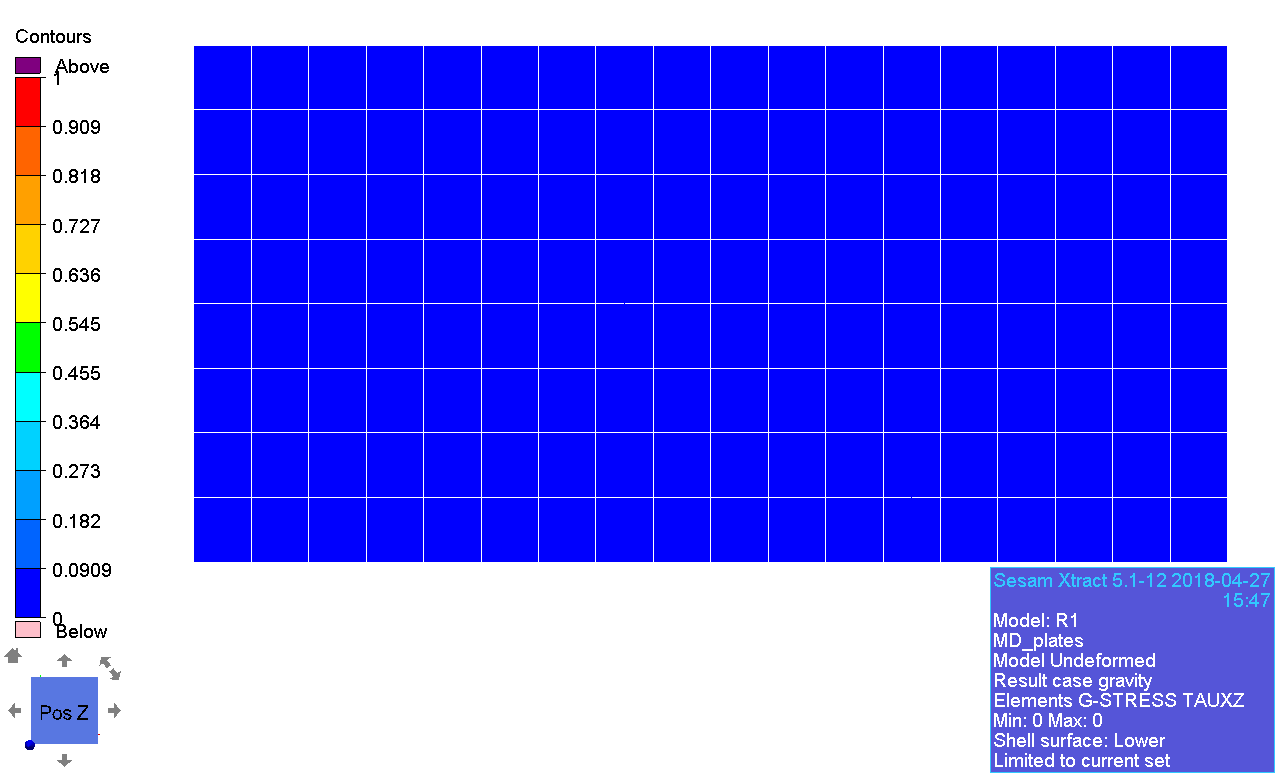 Contours
Above
1
0.909
0.818
0.727
0.636
0.545
0.455
0.364
0.273
0.182
0.0909
0
Below
Pos Z
Sesam Xtract 5.1-12 2018-04-27
15:47
Model: R1
MD_plates
Model Undeformed
Result case gravity
Elements G-STRESS TAUXZ
Min: 0 Max: 0
Shell surface: Lower
Limited to current set